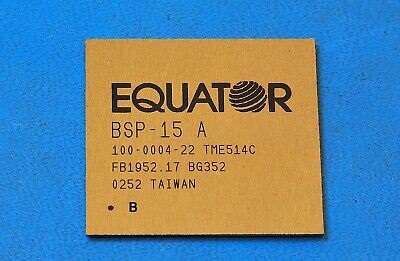 EQUATOR
BSP-15 A
100-0004-22 TME514C
FB1952.17 BG352
0252 TAIWAN
B